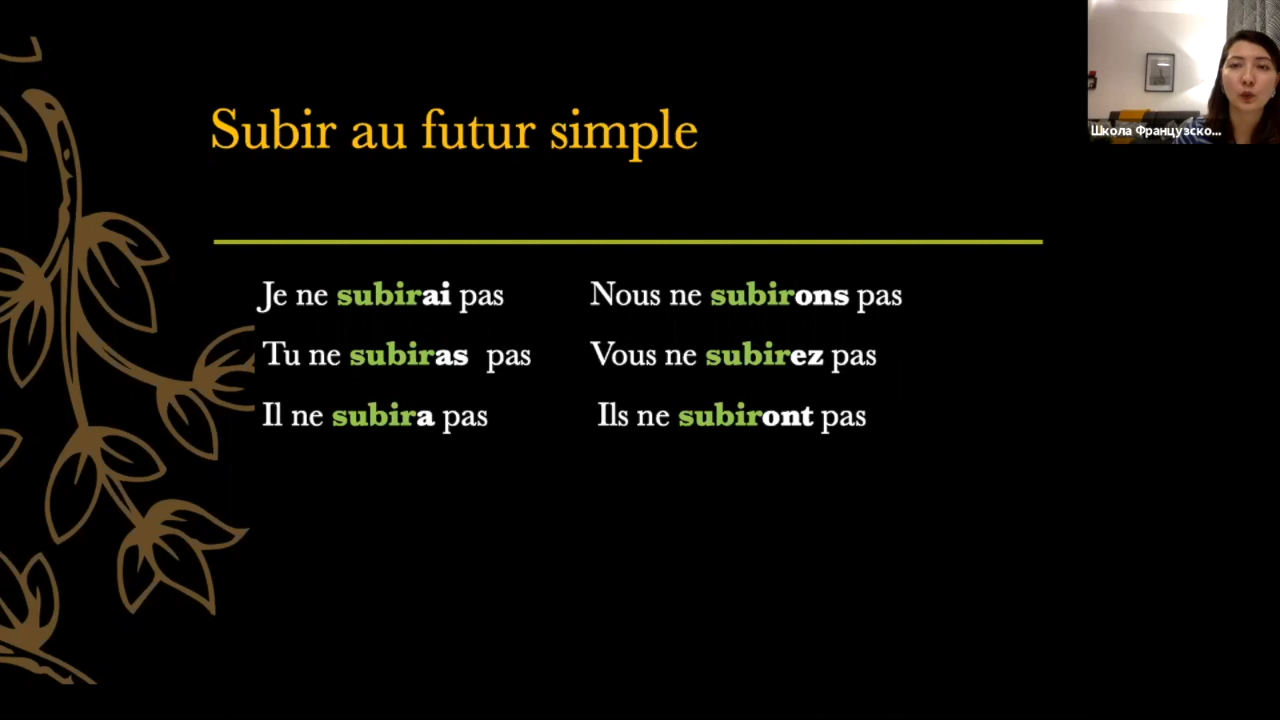 Subir au futur simple
Школа Французско...
Je ne subirai pas
Tu ne subiras pas
Il ne subira pas
Nous ne subirons pas
Vous ne subirez pas
Ils ne subiront pas